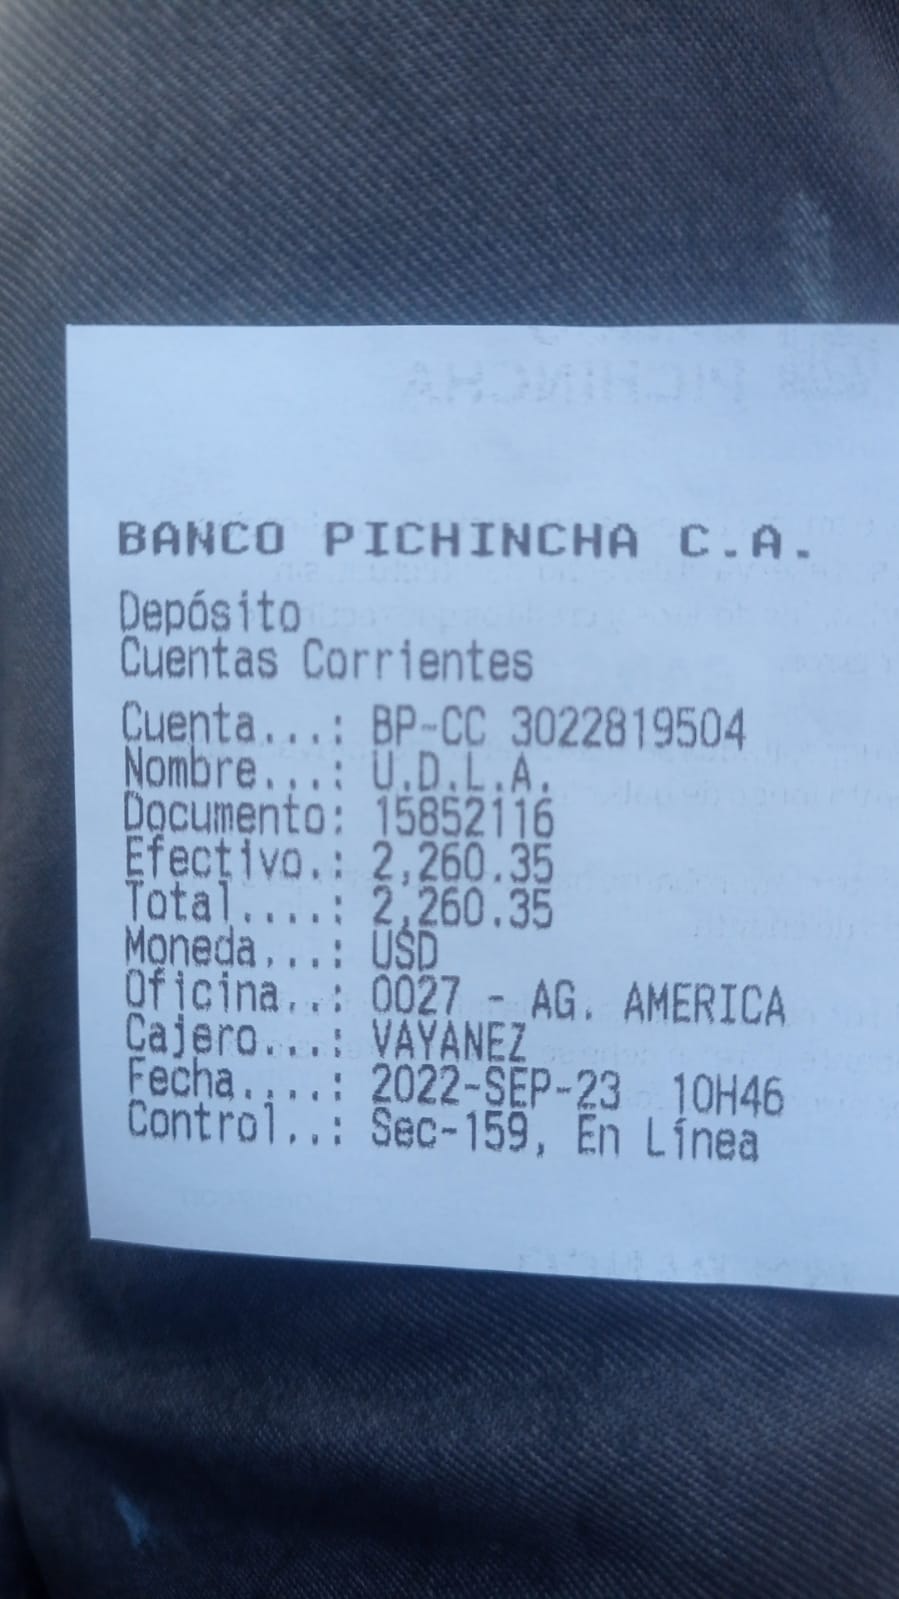 BANCO PICHINCHA C.A.
Depósito
Cuentas Corrientes
Cuenta...: BP-CC 3022819504
Nombre...: U.D.L.A.
Documento: 15852116
Efectivo.: 2,260.35
Total....: 2,260.35
Moneda...: USD
Oficina..: 0027 - AG. AMERICA
Cajero...: VAYANEZ
Fecha....: 2022-SEP-23 10H46
Control..: Sec-159, En Línea